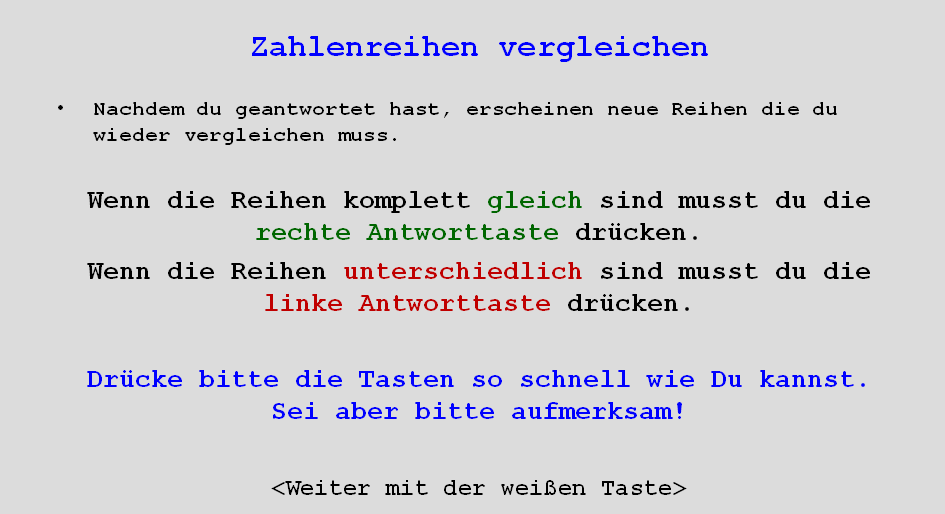 Zahlenreihen vergleichen
• Nachdem du geantwortet hast, erscheinen neue Reihen die du
wieder vergleichen muss.
Wenn die Reihen komplett gleich sind musst du die
rechte Antworttaste drücken.
Wenn die Reihen unterschiedlich sind musst du die
linke Antworttaste drücken.
Drücke bitte die Tasten so schnell wie Du kannst.
Sei aber bitte aufmerksam!
<Weiter mit der weißen Taste>